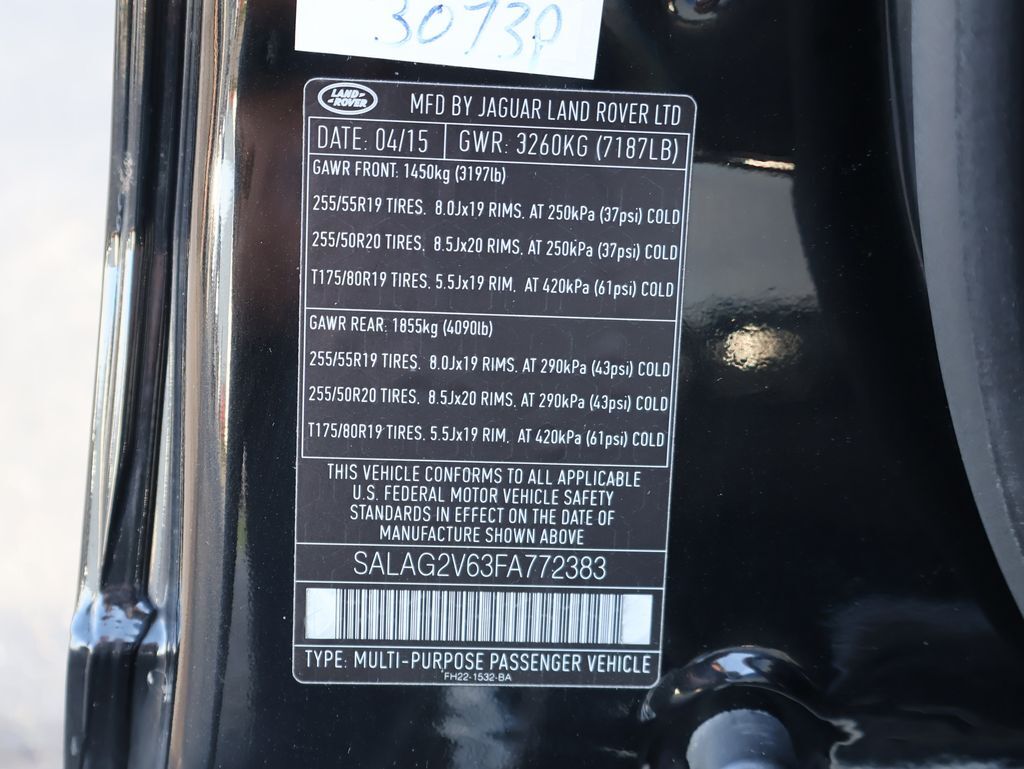 30730
LAND ROVER
MFD BY JAGUAR LAND ROVER LTD
DATE: 04/15 GWR: 3260KG (7187LB)
GAWR FRONT: 1450kg (3197lb)
255/55R19 TIRES. 8.0Jx19 RIMS. AT 250kPa (37psi) COLD
255/50R20 TIRES. 8.5Jx20 RIMS. AT 250kPa (37psi) COLD
T175/80R19 TIRES. 5.5Jx19 RIM. AT 420kPa (61psi) COLD
GAWR REAR: 1855kg (4090lb)
255/55R19 TIRES. 8.0Jx19 RIMS. AT 290kPa (43psi) COLD
255/50R20 TIRES. 8.5Jx20 RIMS. AT 290kPa (43psi) COLD
T175/80R19 TIRES. 5.5Jx19 RIM. AT 420kPa (61psi) COLD
THIS VEHICLE CONFORMS TO ALL APPLICABLE
U.S. FEDERAL MOTOR VEHICLE SAFETY
STANDARDS IN EFFECT ON THE DATE OF
MANUFACTURE SHOWN ABOVE
SALAG2V63FA772383
TYPE: MULTI-PURPOSE PASSENGER VEHICLE
FH22-1532-BA